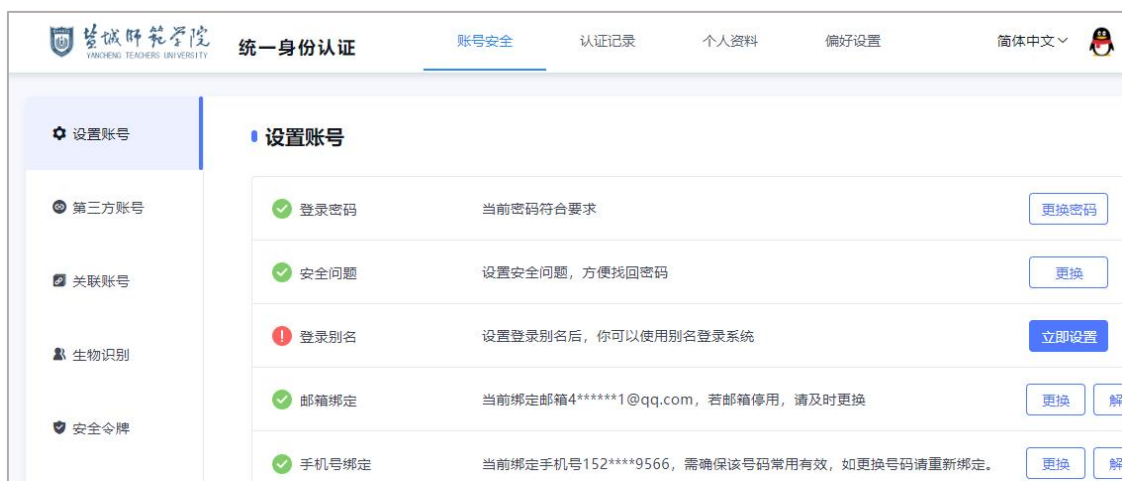 盐城师范学院
YANCHENG TEACHERS UNIVERSITY
统一身份认证
账号安全
认证记录
个人资料
偏好设置
简体中文
设置账号
第三方账号
关联账号
生物识别
安全令牌
设置账号
登录密码 当前密码符合要求 更换密码
安全问题 设置安全问题，方便找回密码 更换
登录别名 设置登录别名后，你可以使用别名登录系统 立即设置
邮箱绑定 当前绑定邮箱4******1@qq.com，若邮箱停用，请及时更换 更换
手机号绑定 当前绑定手机号152****9566，需确保该号码常用有效，如更换号码请重新绑定。 更换